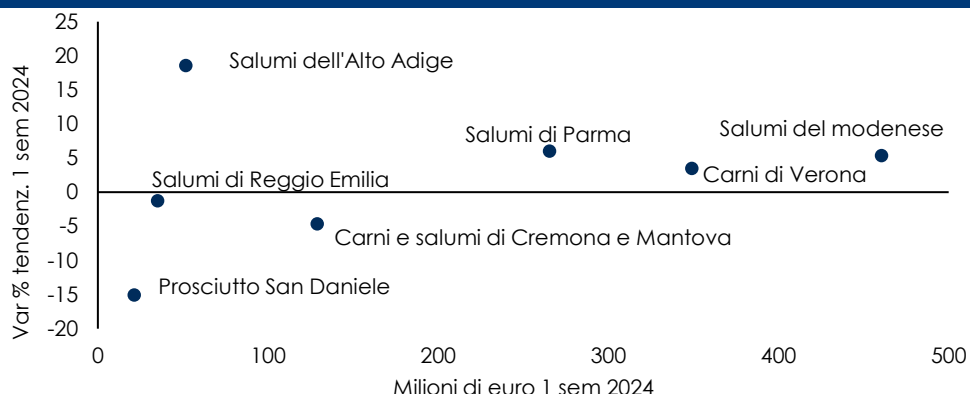 25
20
15
10
5
0
-5
-10
-15
-20
Var % tendenz. 1 sem 2024
Salumi dell'Alto Adige
Salumi di Parma
Salumi del modenese
Carni di Verona
Salumi di Reggio Emilia
Carni e salumi di Cremona e Mantova
Prosciutto San Daniele
0 100 200 300 400 500
Milioni di euro 1 sem 2024